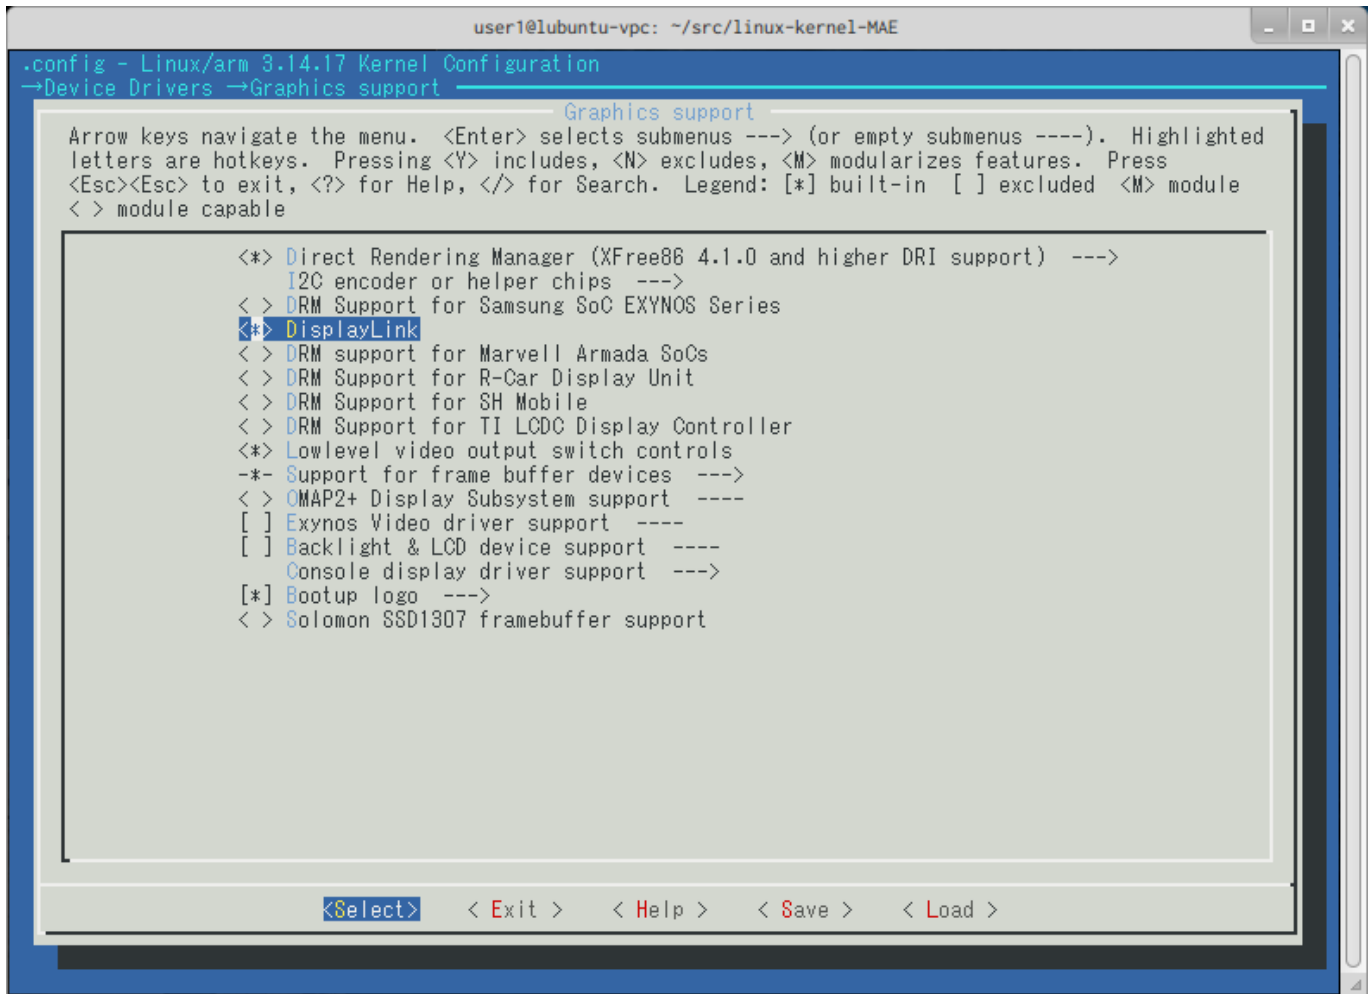 user1@lubuntu-vpc: ~/src/linux-kernel-MAE
.config - Linux/arm 3.14.17 Kernel Configuration
→Device Drivers →Graphics support
Graphics support
Arrow keys navigate the menu.  <Enter> selects submenus ---> (or empty submenus ----).  Highlighted
letters are hotkeys.  Pressing <Y> includes, <N> excludes, <M> modularizes features.  Press
<Esc><Esc> to exit, <?> for Help, </> for Search.  Legend: [*] built-in  [ ] excluded  <M> module
< > module capable
<*> Direct Rendering Manager (XFree86 4.1.0 and higher DRI support)  --->
I2C encoder or helper chips  --->
< > DRM Support for Samsung SoC EXYNOS Series
<*> DisplayLink
< > DRM support for Marvell Armada SoCs
< > DRM Support for R-Car Display Unit
< > DRM Support for SH Mobile
< > DRM Support for TI LCDC Display Controller
<*> Lowlevel video output switch controls
-*- Support for frame buffer devices  --->
< > OMAP2+ Display Subsystem support  ----
[ ] Exynos Video driver support  ----
[ ] Backlight & LCD device support  ----
Console display driver support  --->
[*] Bootup logo  --->
< > Solomon SSD1307 framebuffer support
<Select>    < Exit >    < Help >    < Save >    < Load >